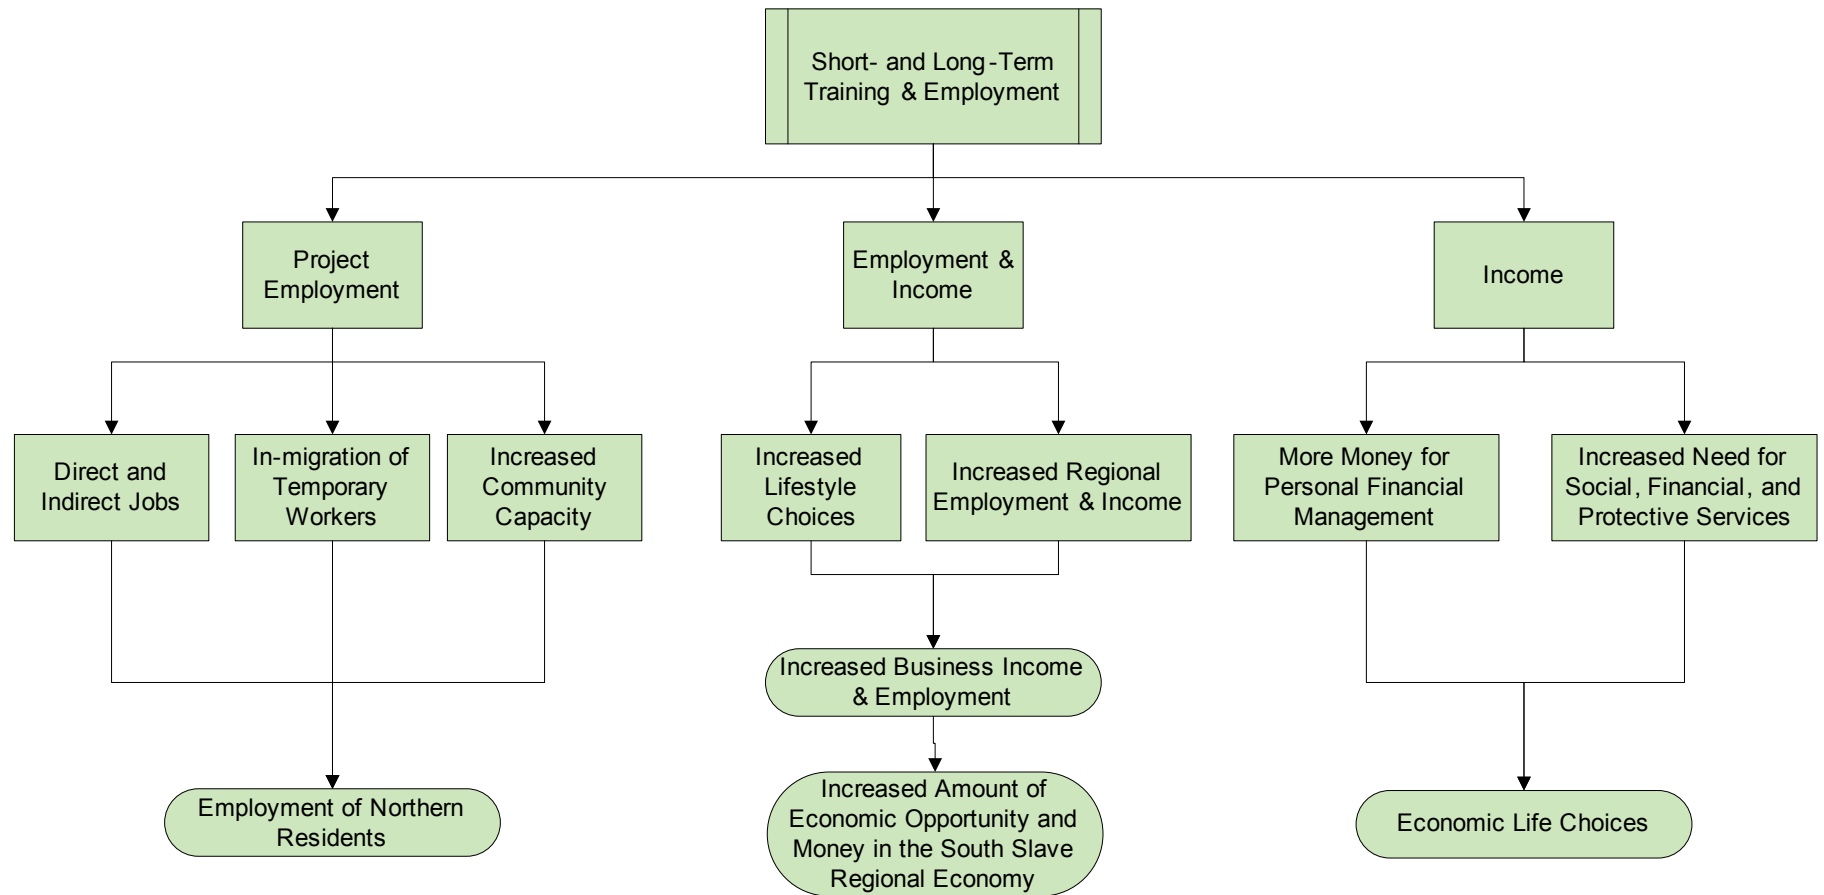 Short- and Long-Term
Training & Employment
Project
Employment
Employment &
Income
Income
Direct and
Indirect Jobs
In-migration of
Temporary
Workers
Increased
Community
Capacity
Increased
Lifestyle
Choices
Increased Regional
Employment & Income
More Money for
Personal Financial
Management
Increased Need for
Social, Financial, and
Protective Services
Increased Business Income
& Employment
Employment of Northern
Residents
Increased Amount of
Economic Opportunity and
Money in the South Slave
Regional Economy
Economic Life Choices